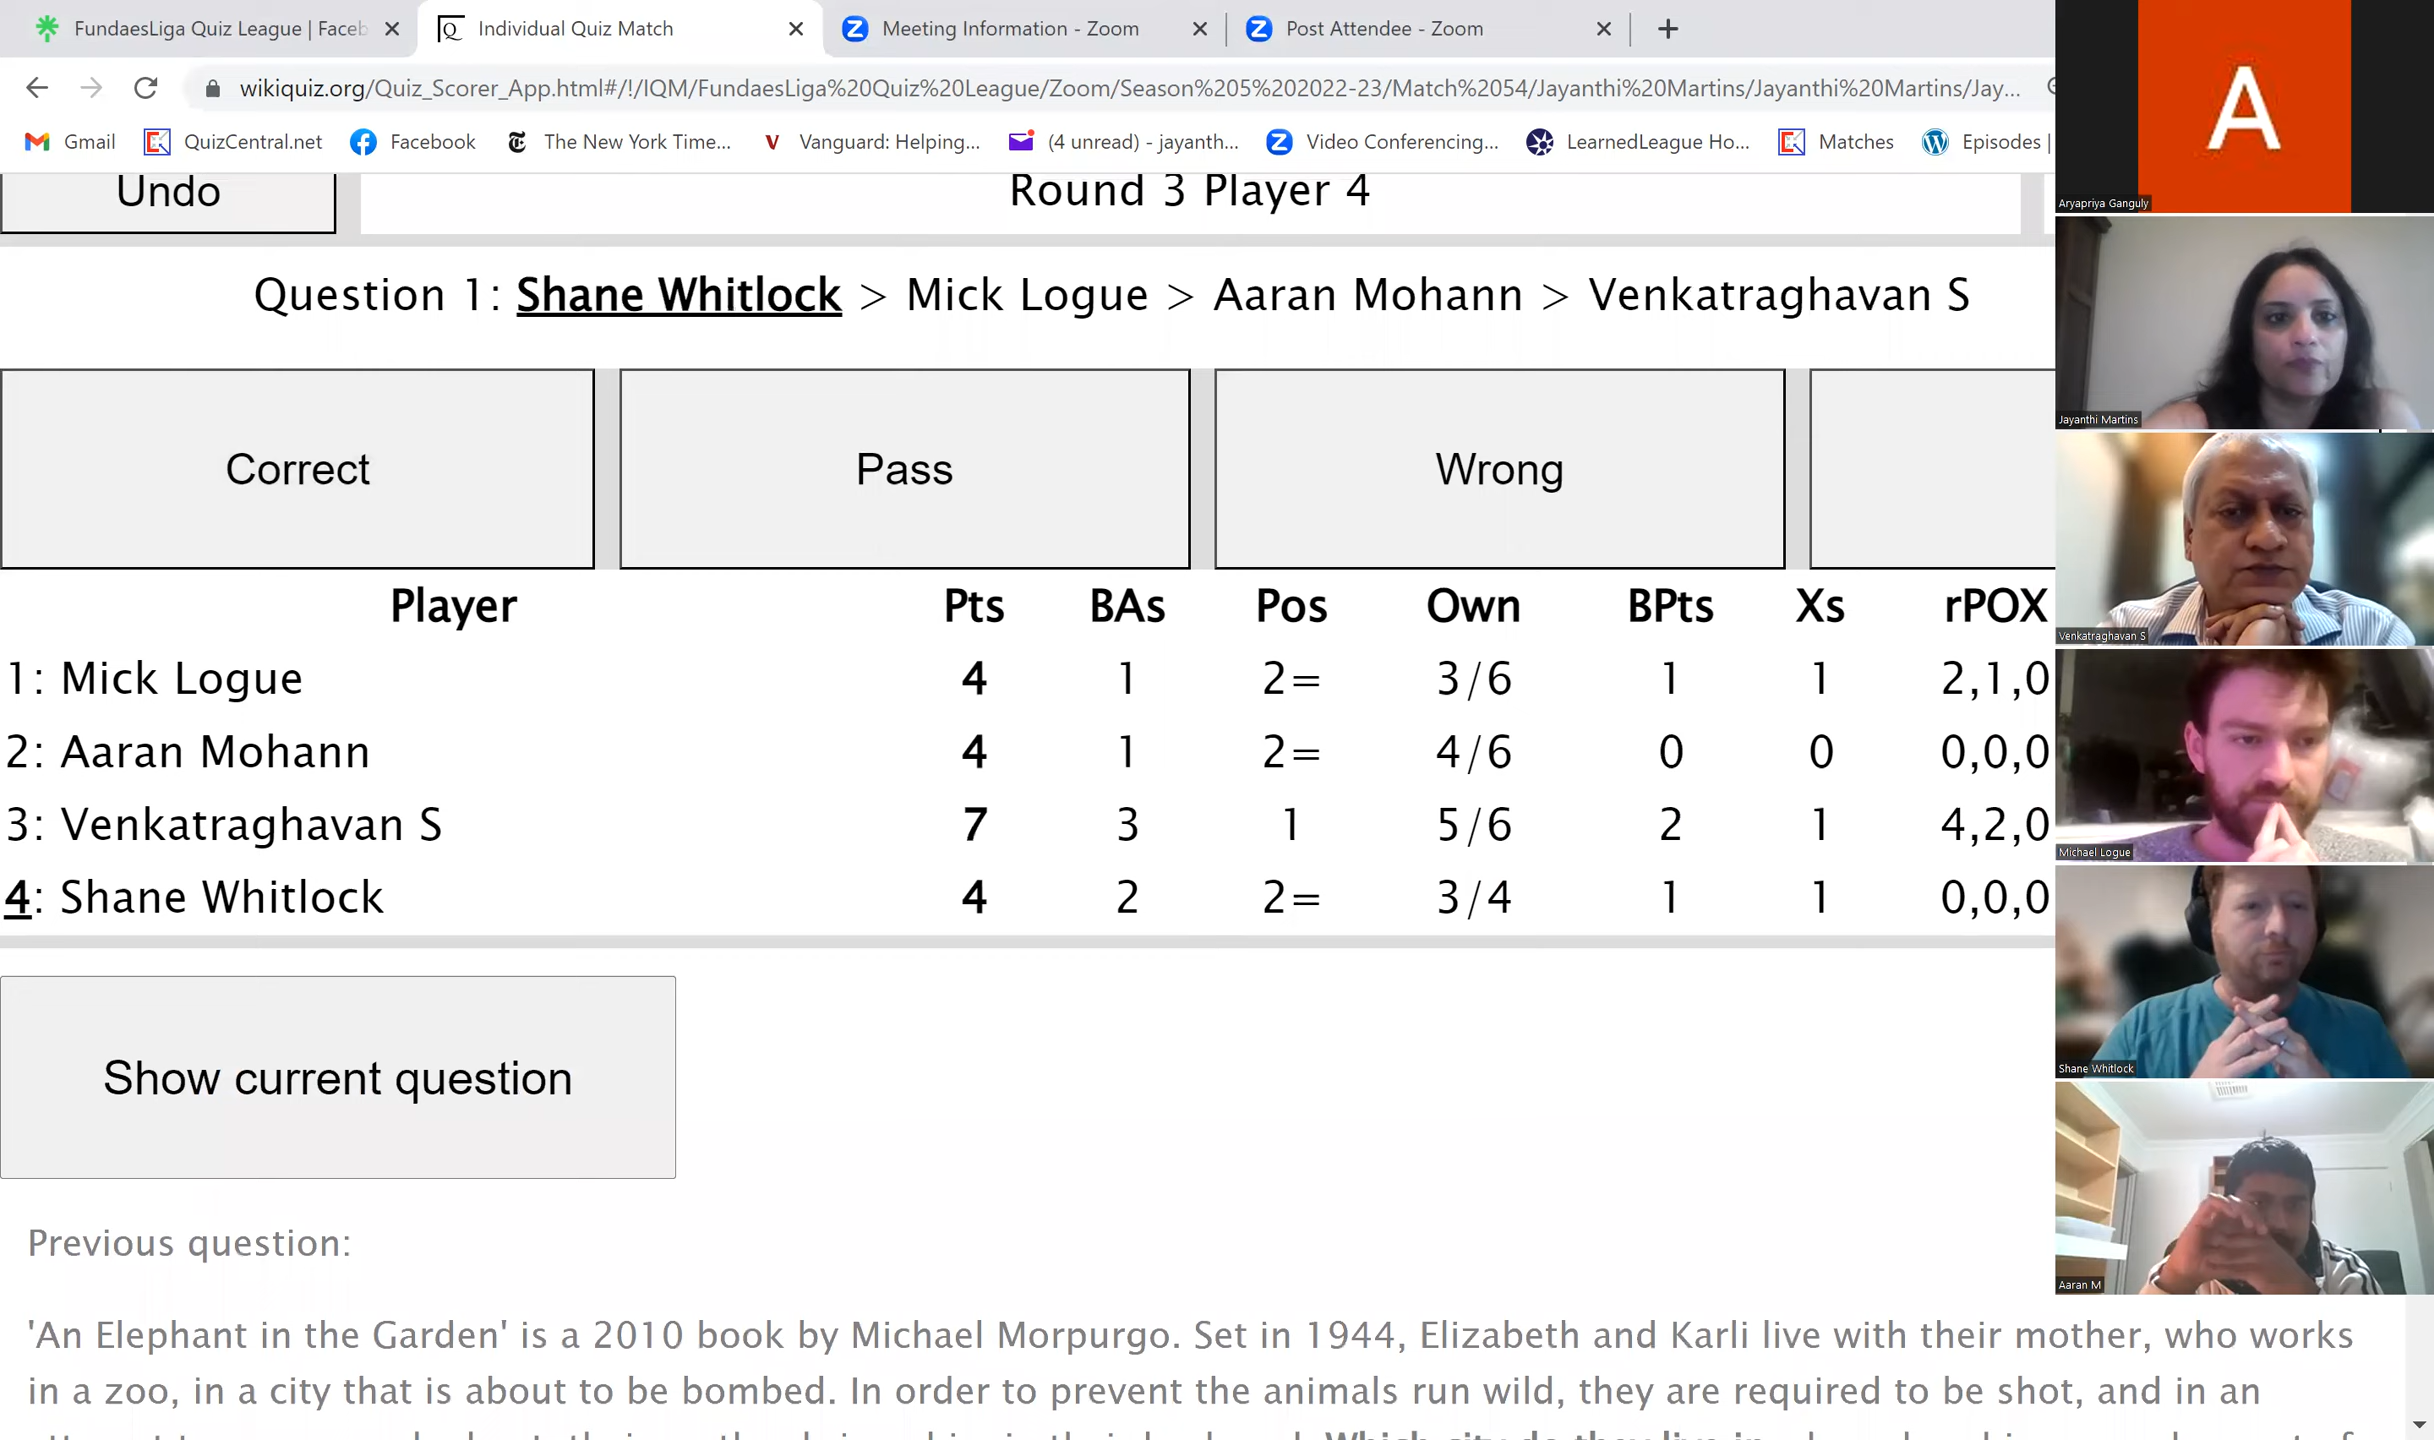 FundaesLiga Quiz League | Faceb
Individual Quiz Match
Meeting Information - Zoom
Post Attendee - Zoom
wikiquiz.org/Quiz_Scorer_App.html#/!/IQM/FundaesLiga%20Quiz%20League/Zoom/Season%205%202022-23/Match%2054/Jayanthi%20Martins/Jayanthi%20Martins/Jay...
Gmail
QuizCentral.net
Facebook
The New York Time...
Vanguard: Helping...
(4 unread) - jayanth...
Video Conferencing...
LearnedLeague Ho...
Matches
Episodes |
Undo
Round 3 Player 4
Question 1: Shane Whitlock > Mick Logue > Aaran Mohann > Venkatraghavan S
Correct
Pass
Wrong
Player Pts BAs Pos Own BPts Xs rPOX
1: Mick Logue 4 1 2= 3/6 1 1 2,1,0
2: Aaran Mohann 4 1 2= 4/6 0 0 0,0,0
3: Venkatraghavan S 7 3 1 5/6 2 1 4,2,0
4: Shane Whitlock 4 2 2= 3/4 1 1 0,0,0
Show current question
Previous question:
'An Elephant in the Garden' is a 2010 book by Michael Morpurgo. Set in 1944, Elizabeth and Karli live with their mother, who works
in a zoo, in a city that is about to be bombed. In order to prevent the animals run wild, they are required to be shot, and in an
A
Aryapriya Ganguly
Jayanthi Martins
Venkatraghavan S
Michael Logue
Shane Whitlock
Aaran M